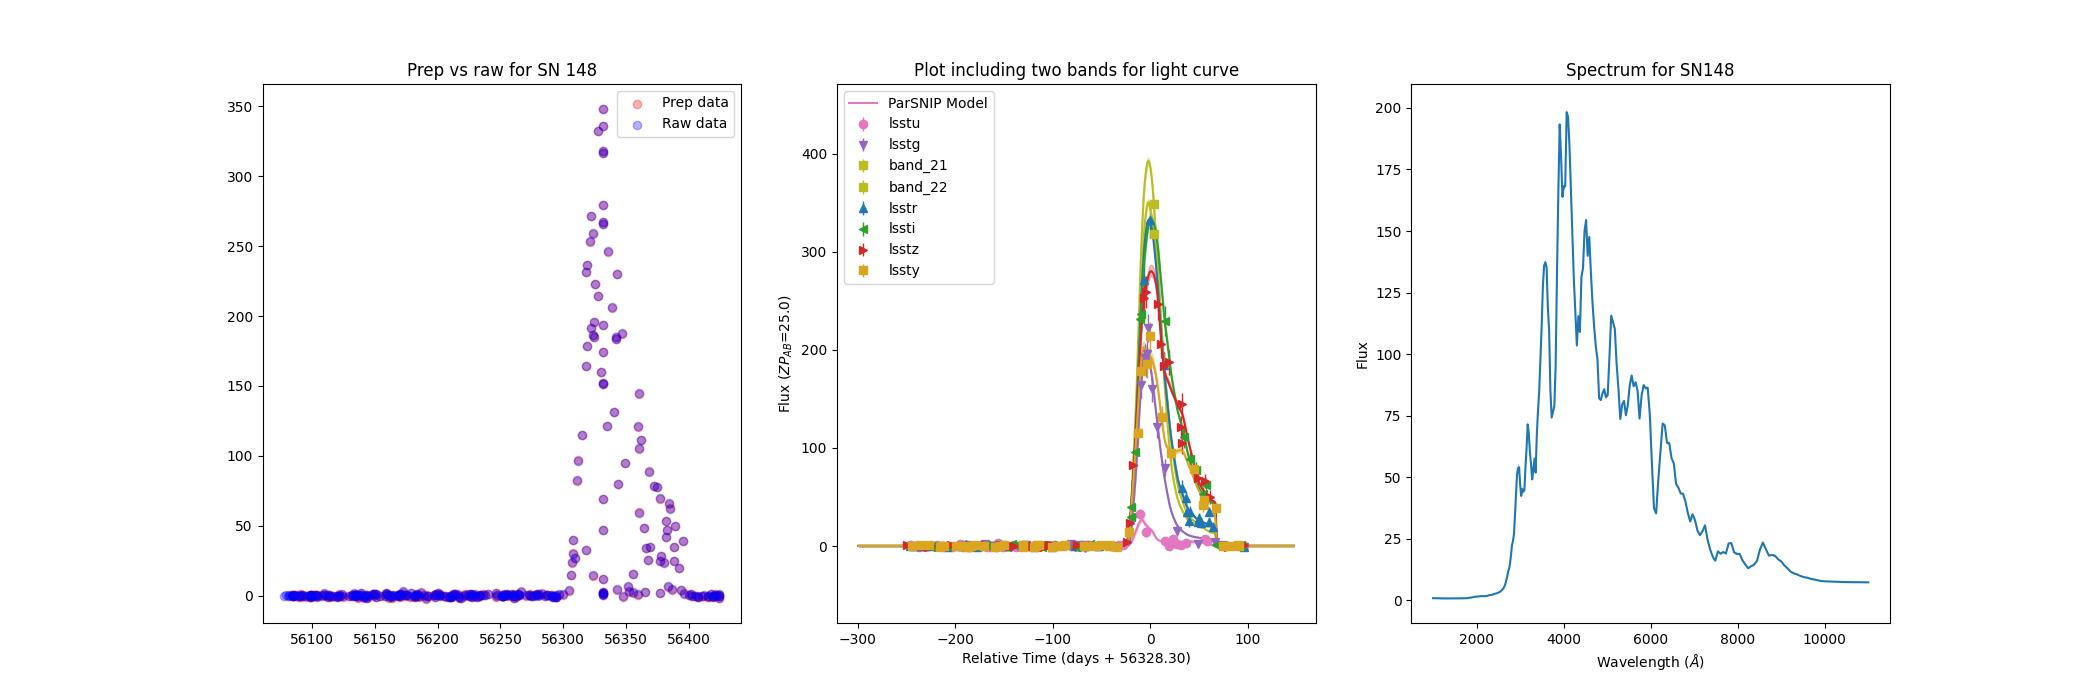 Prep vs raw for SN 148
Prep data
Raw data
350
300
250
200
150
100
50
0
56100 56150 56200 56250 56300 56350 56400
Plot including two bands for light curve
ParSNIP Model
lsstu
lsstg
band_21
band_22
lsstr
lssti
lsstz
lssty
Flux (ZP_AB=25.0)
400
300
200
100
0
−300 −200 −100 0 100
Relative Time (days + 56328.30)
Spectrum for SN148
Flux
200
175
150
125
100
75
50
25
0
2000 4000 6000 8000 10000
Wavelength (Å)